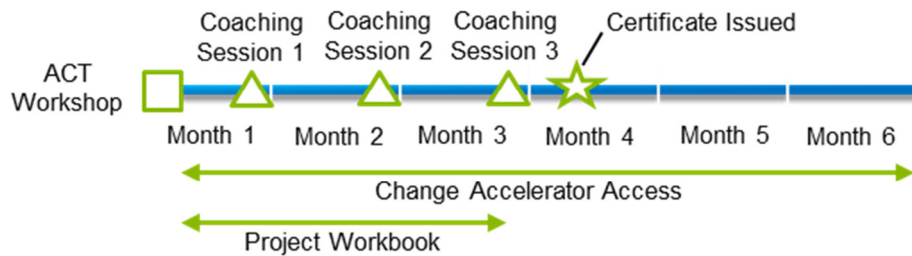 Coaching
Session 1
Coaching
Session 2
Coaching
Session 3
Certificate Issued
ACT
Workshop
Month 1
Month 2
Month 3
Month 4
Month 5
Month 6
Change Accelerator Access
Project Workbook